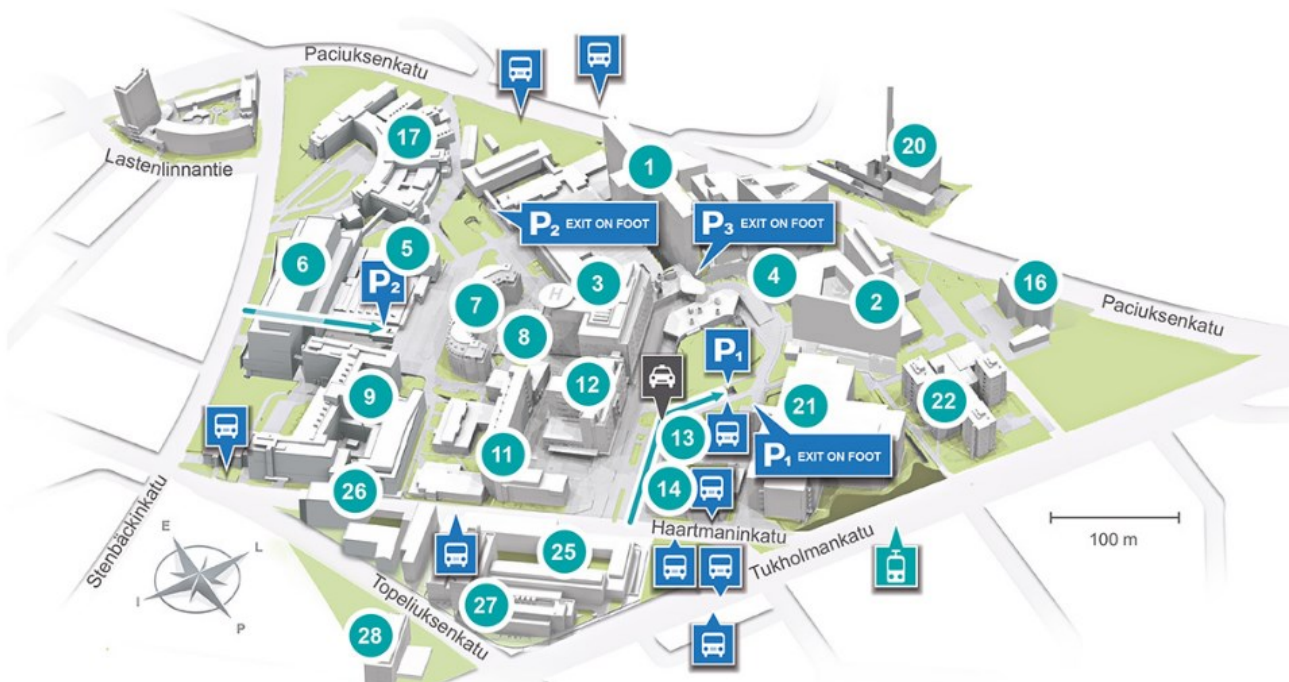 Paciuksenkatu
Lastenlinnantie
17
1
20
P2 EXIT ON FOOT
P3 EXIT ON FOOT
6
5
P2
7
H
3
4
2
16
Paciuksenkatu
8
P1
9
12
13
21
22
11
P1 EXIT ON FOOT
26
14
Haartmaninkatu
Tukholmankatu
100 m
Stenbäckinkatu
E
L
I
P
25
Topeliuksenkatu
27
28